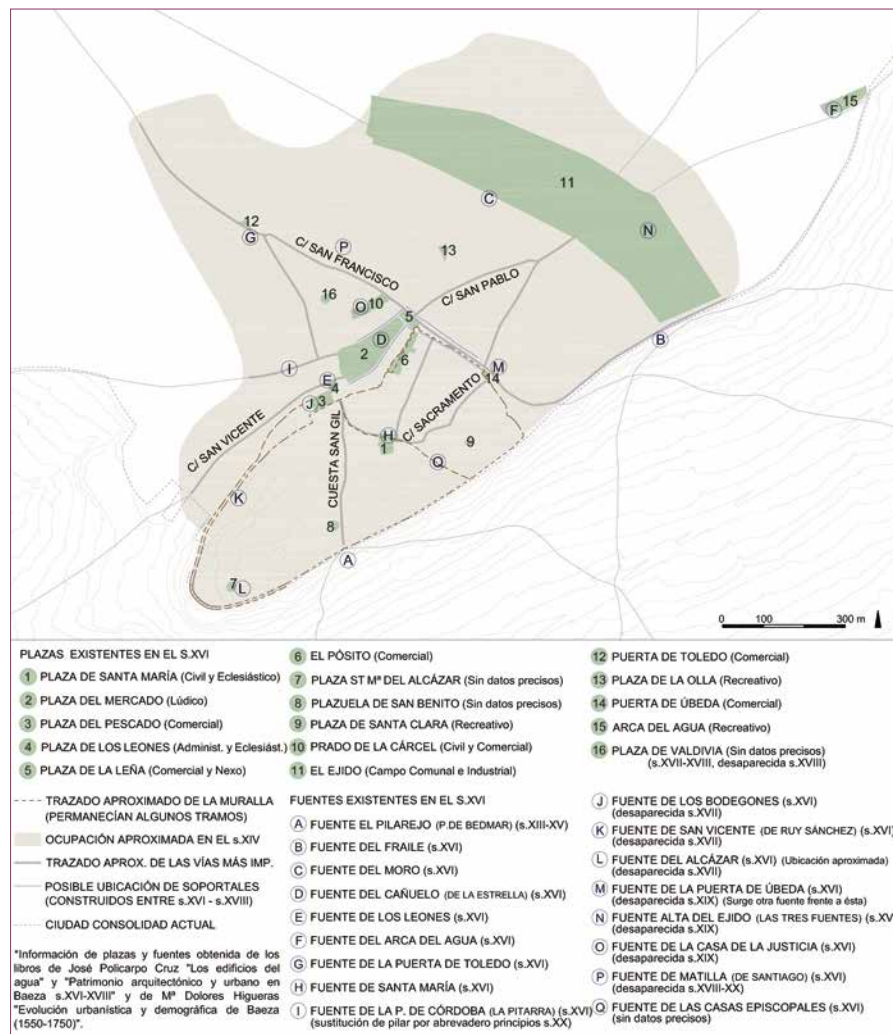 F 15
11
C
N
12
G
P
13
C/ SAN FRANCISCO
C/ SAN PABLO
16
O 10
5
D
2
6
B
I
M
14
E
4
J 3
C/ SACRAMENTO
C/ SAN VICENTE
CUESTA SAN GIL
H
1
9
Q
K
8
A
7 L
0 100 300 m
PLAZAS EXISTENTES EN EL S.XVI
1 PLAZA DE SANTA MARÍA (Civil y Eclesiástico)
2 PLAZA DEL MERCADO (Lúdico)
3 PLAZA DEL PESCADO (Comercial)
4 PLAZA DE LOS LEONES (Administ. y Eclesiást.)
5 PLAZA DE LA LEÑA (Comercial y Nexo)
6 EL PÓSITO (Comercial)
7 PLAZA ST Mª DEL ALCÁZAR (Sin datos precisos)
8 PLAZUELA DE SAN BENITO (Sin datos precisos)
9 PLAZA DE SANTA CLARA (Recreativo)
10 PRADO DE LA CÁRCEL (Civil y Comercial)
11 EL EJIDO (Campo Comunal e Industrial)
12 PUERTA DE TOLEDO (Comercial)
13 PLAZA DE LA OLLA (Recreativo)
14 PUERTA DE ÚBEDA (Comercial)
15 ARCA DEL AGUA (Recreativo)
16 PLAZA DE VALDIVIA (Sin datos precisos)
(s.XVII-XVIII, desaparecida s.XVIII)
TRAZADO APROXIMADO DE LA MURALLA
(PERMANECÍAN ALGUNOS TRAMOS)
OCUPACIÓN APROXIMADA EN EL s.XIV
TRAZADO APROX. DE LAS VÍAS MÁS IMP.
POSIBLE UBICACIÓN DE SOPORTALES
(CONSTRUIDOS ENTRE s.XVI - s.XVIII)
CIUDAD CONSOLIDADA ACTUAL
*Información de plazas y fuentes obtenida de los
libros de José Policarpo Cruz "Los edificios del
agua" y "Patrimonio arquitectónico y urbano en
Baeza s.XVI-XVIII" y de Mª Dolores Higueras
"Evolución urbanística y demográfica de Baeza
(1550-1750)".
FUENTES EXISTENTES EN EL S.XVI
A FUENTE EL PILAREJO (P.DE BEDMAR) (s.XIII-XV)
B FUENTE DEL FRAILE (s.XVI)
C FUENTE DEL MORO (s.XVI)
D FUENTE DEL CAÑUELO (DE LA ESTRELLA) (s.XVI)
E FUENTE DE LOS LEONES (s.XVI)
F FUENTE DEL ARCA DEL AGUA (s.XVI)
G FUENTE DE LA PUERTA DE TOLEDO (s.XVI)
H FUENTE DE SANTA MARÍA (s.XVI)
I FUENTE DE LA P. DE CÓRDOBA (LA PITARRA) (s.XVI)
(sustitución de pilar por abrevadero principios s.XX)
J FUENTE DE LOS BODEGONES (s.XVI)
(desaparecida s.XVII)
K FUENTE DE SAN VICENTE (DE RUY SÁNCHEZ) (s.XVI)
(desaparecida s.XVII)
L FUENTE DEL ALCÁZAR (s.XVI) (Ubicación aproximada)
(desaparecida s.XVII)
M FUENTE DE LA PUERTA DE ÚBEDA (s.XVI)
(desaparecida s.XIX) (Surge otra fuente frente a ésta)
N FUENTE ALTA DEL EJIDO (LAS TRES FUENTES) (s.XV
(desaparecida s.XIX)
O FUENTE DE LA CASA DE LA JUSTICIA (s.XVI)
(desaparecida s.XIX)
P FUENTE DE MATILLA (DE SANTIAGO) (s.XVI)
(desaparecida s.XVIII-XX)
Q FUENTE DE LAS CASAS EPISCOPALES (s.XVI)
(sin datos precisos)